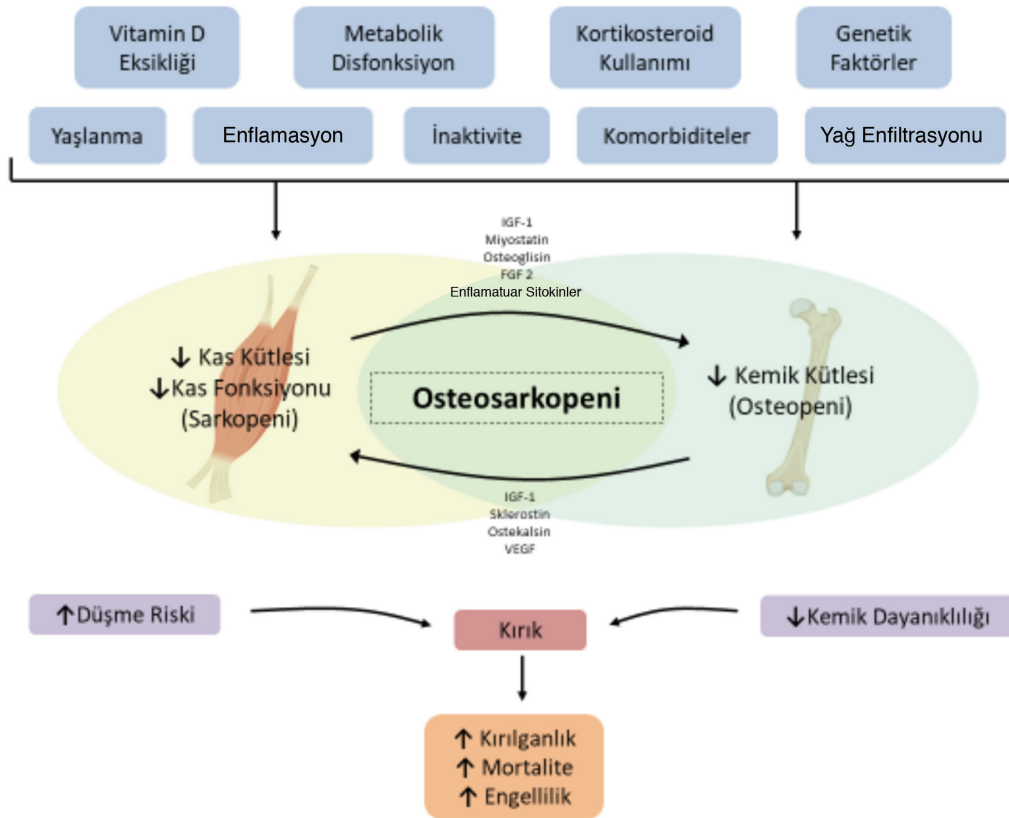 Vitamin D
Eksikliği
Metabolik
Disfonksiyon
Kortikosteroid
Kullanımı
Genetik
Faktörler
Yaşlanma
Enflamasyon
İnaktivite
Komorbiditeler
Yağ Enfiltrasyonu
IGF-1
Miyostatin
Osteoglisin
FGF 2
Enflamatuar Sitokinler
↓ Kas Kütlesi
↓Kas Fonksiyonu
(Sarkopeni)
Osteosarkopeni
↓ Kemik Kütlesi
(Osteopeni)
IGF-1
Sklerostin
Ostekalsin
VEGF
↑Düşme Riski
Kırık
↓Kemik Dayanıklılığı
↑ Kırılganlık
↑ Mortalite
↑ Engellilik